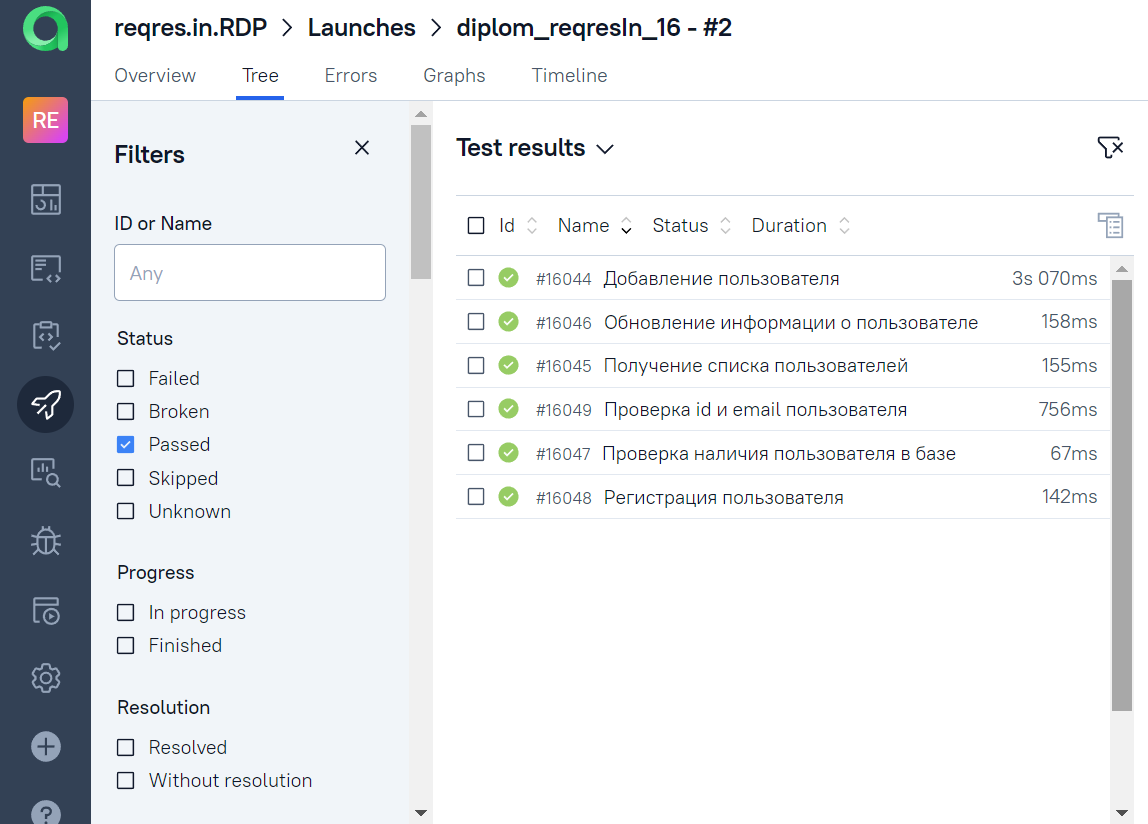 reqres.in.RDP > Launches > diplom_reqresIn_16 - #2
Overview Tree Errors Graphs Timeline
RE
Filters
ID or Name
Any
Status
Failed
Broken
Passed
Skipped
Unknown
Progress
In progress
Finished
Resolution
Resolved
Without resolution
Test results
Id Name Status Duration
#16044 Добавление пользователя 3s 070ms
#16046 Обновление информации о пользователе 158ms
#16045 Получение списка пользователей 155ms
#16049 Проверка id и email пользователя 756ms
#16047 Проверка наличия пользователя в базе 67ms
#16048 Регистрация пользователя 142ms